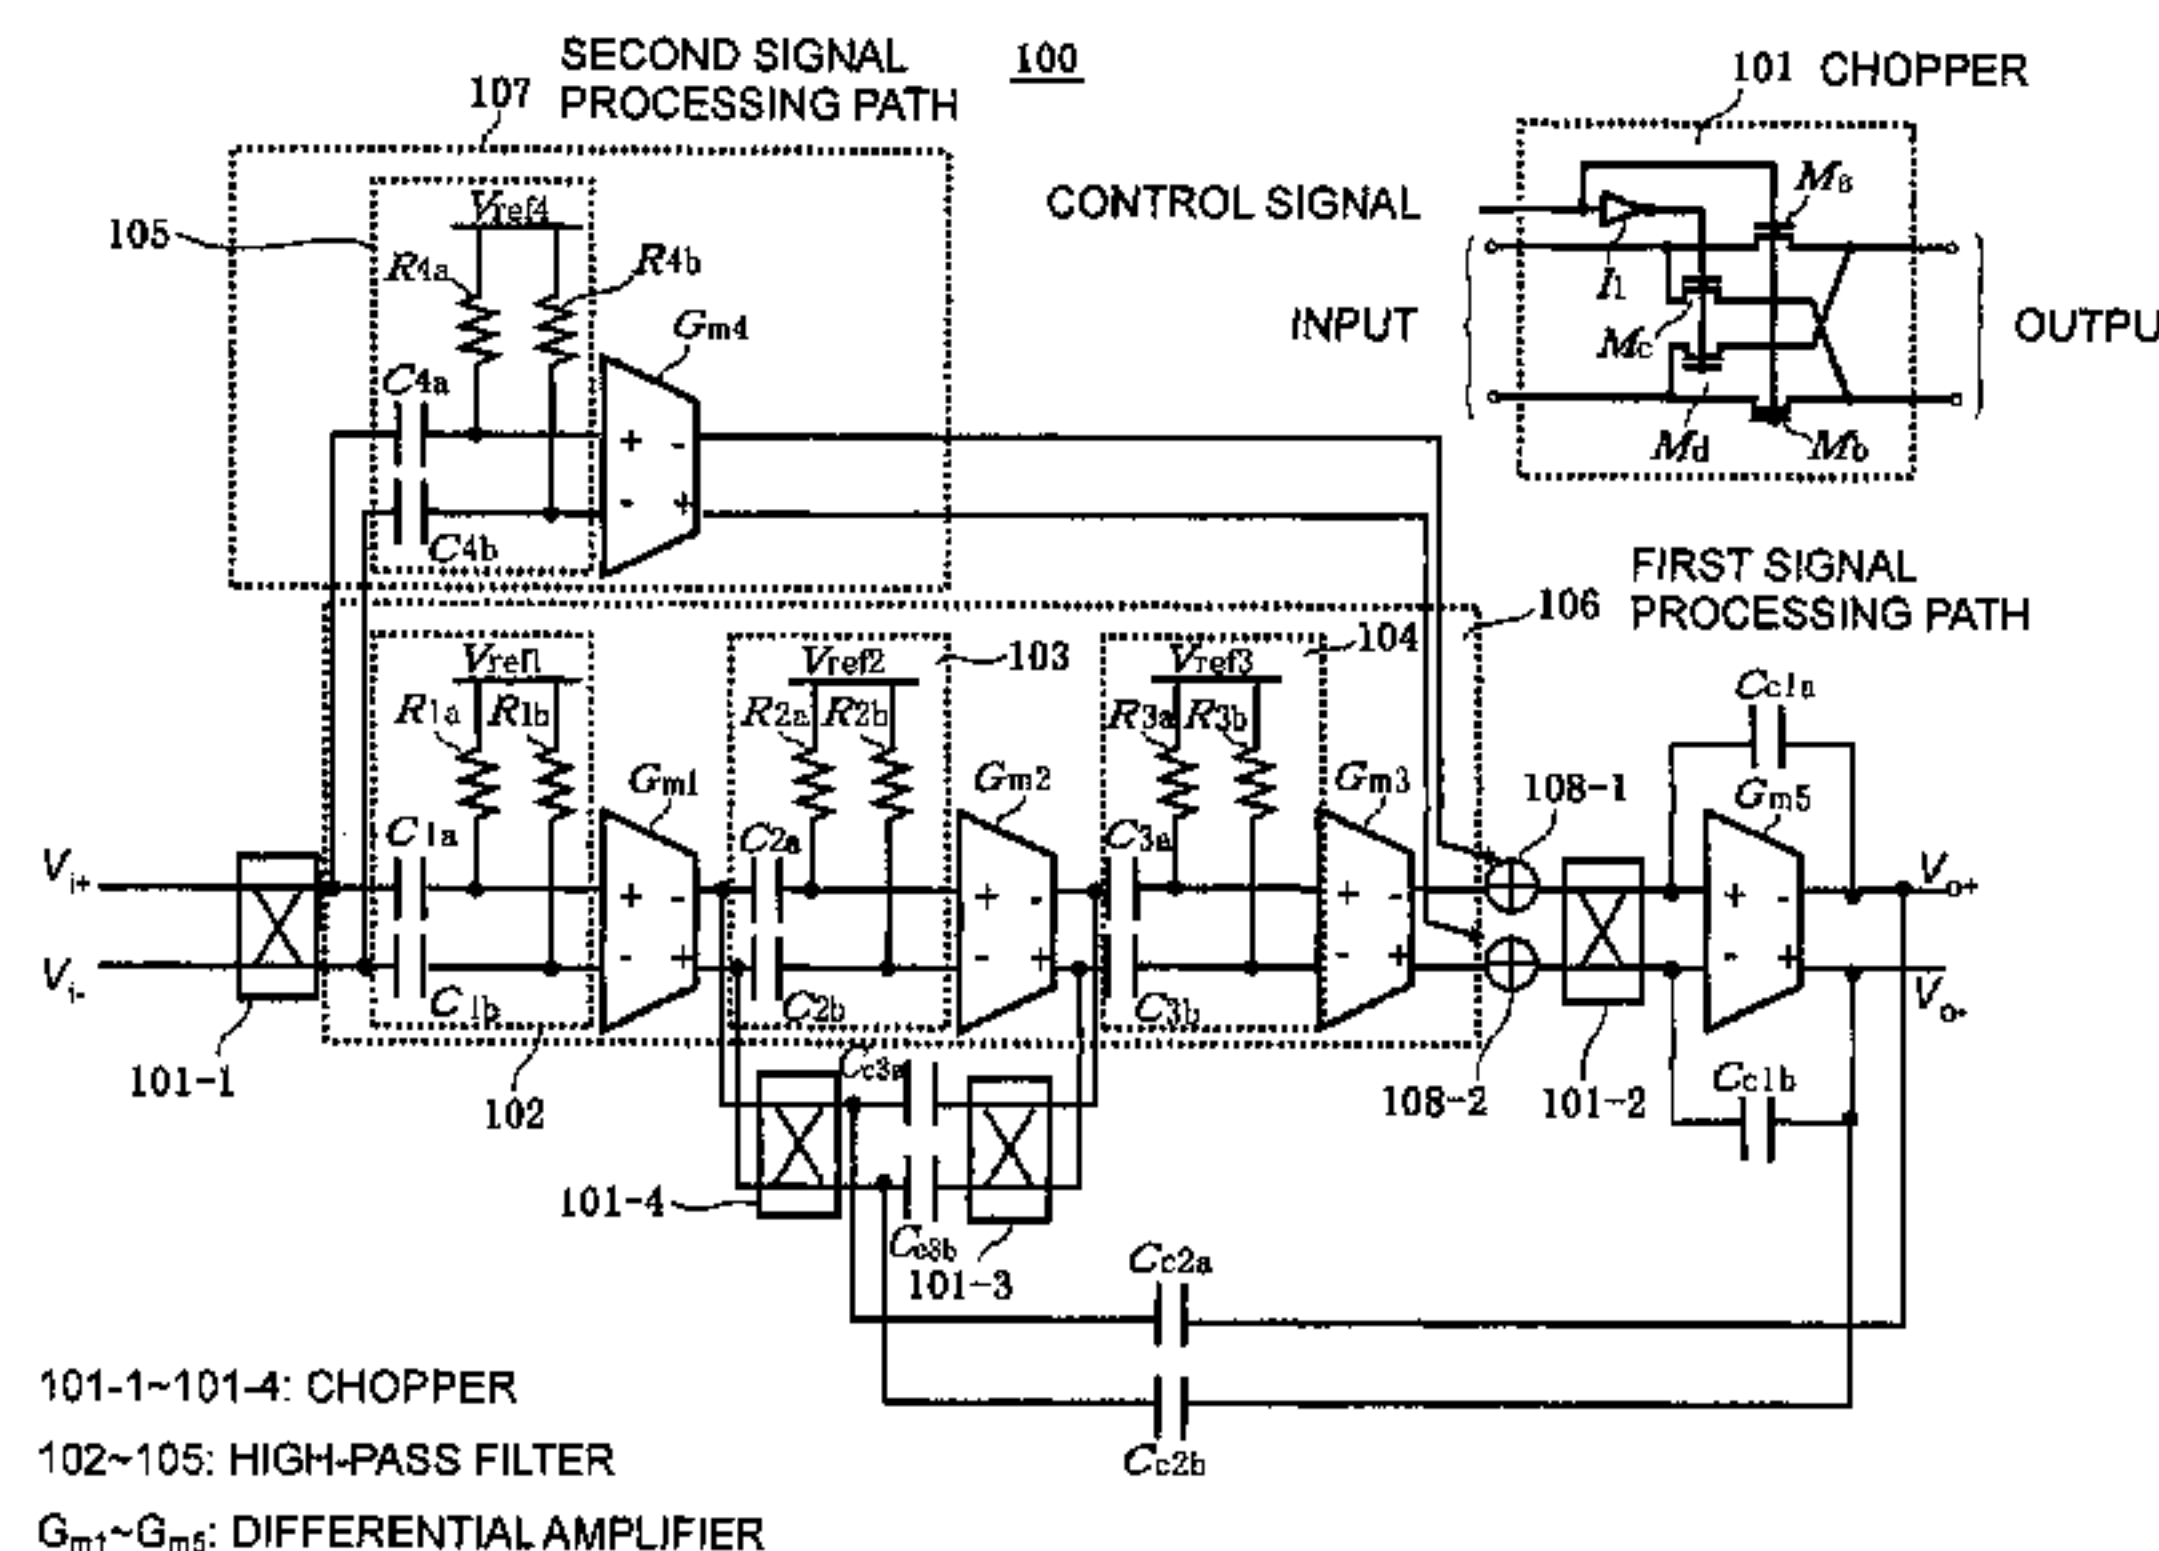 SECOND SIGNAL
PROCESSING PATH
100
107
101 CHOPPER
CONTROL SIGNAL
Ma
I1
INPUT
OUTPU
Mc
Md
Mb
105
Vref4
R4a
R4b
Gm4
C4a
+ -
- +
C4b
FIRST SIGNAL
PROCESSING PATH
106
Vref1
Vref2
103
Vref3
104
R1a R1b
R2a R2b
R3a R3b
Cc1a
Gm1
Gm2
Gm3
108-1
Gm5
C1a
C2a
C3a
Vi+
+ -
+ -
+ -
+ -
Vo+
Vi-
- +
- +
- +
- +
Vo+
C1b
C2b
C3b
101-1
102
Cc3a
108-2
101-2
Cc1b
101-4
Cc3b
101-3
Cc2a
Cc2b
101-1~101-4: CHOPPER
102~105: HIGH-PASS FILTER
Gm1~Gm5: DIFFERENTIAL AMPLIFIER